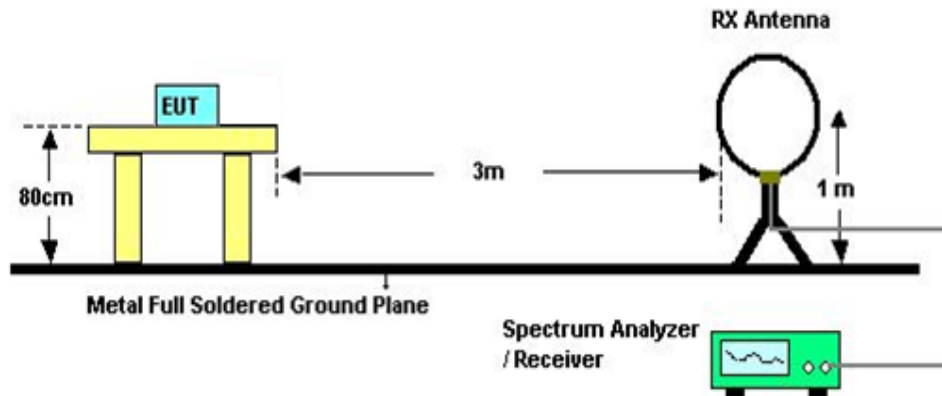 RX Antenna
EUT
3m
80cm
1 m
Metal Full Soldered Ground Plane
Spectrum Analyzer
/ Receiver